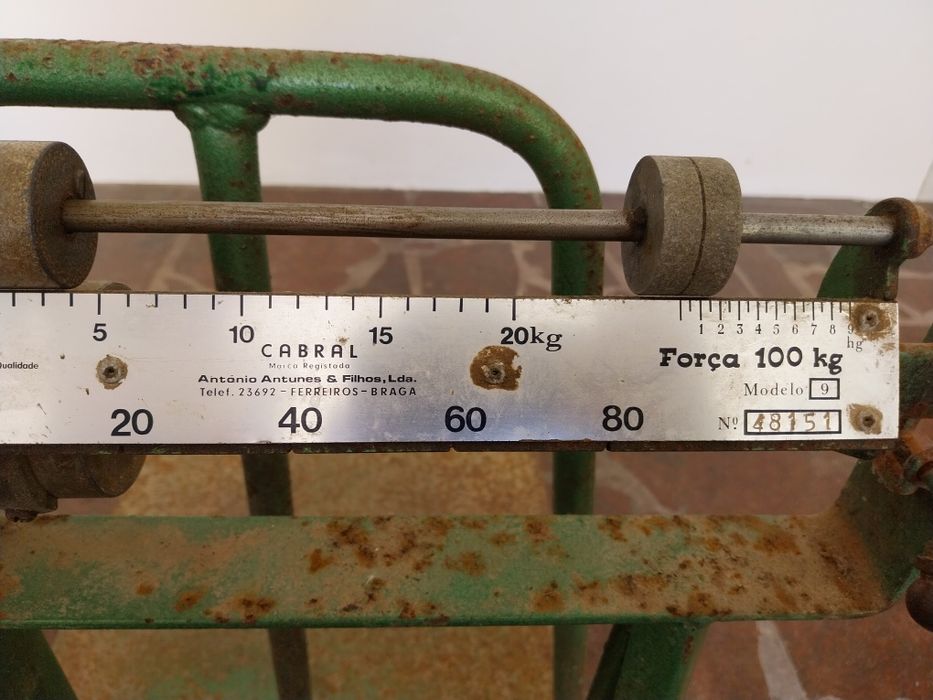 5 10 15 20kg
1 2 3 4 5 6 7 8 9
hg
CABRAL
Marca Registada
Qualidade
António Antunes & Filhos, Lda.
Telef. 23692 - FERREIROS - BRAGA
Força 100 kg
Modelo 9
20 40 60 80
Nº 48151